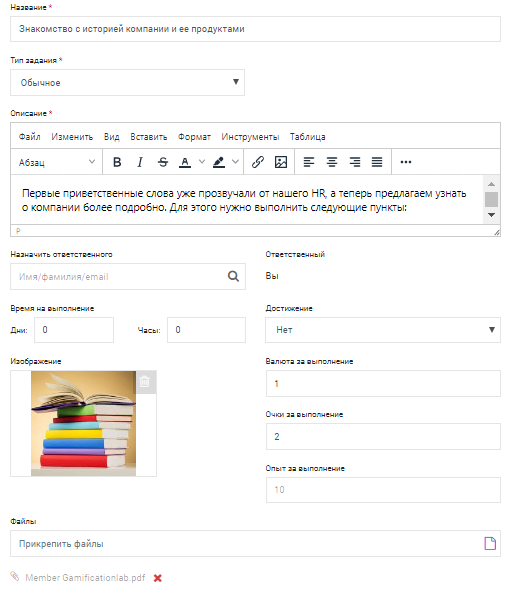 Название *
Знакомство с историей компании и ее продуктами
Тип задания *
Обычное
Описание *
Файл Изменить Вид Вставить Формат Инструменты Таблица
Абзац B I S A
Первые приветственные слова уже прозвучали от нашего HR, а теперь предлагаем узнать
о компании более подробно. Для этого нужно выполнить следующие пункты:
P
Назначить ответственного Ответственный
Имя/фамилия/email Вы
Время на выполнение Достижение
Дни: 0 Часы: 0 Нет
Изображение Валюта за выполнение
1
Очки за выполнение
2
Опыт за выполнение
10
Файлы
Прикрепить файлы
Member Gamificationlab.pdf